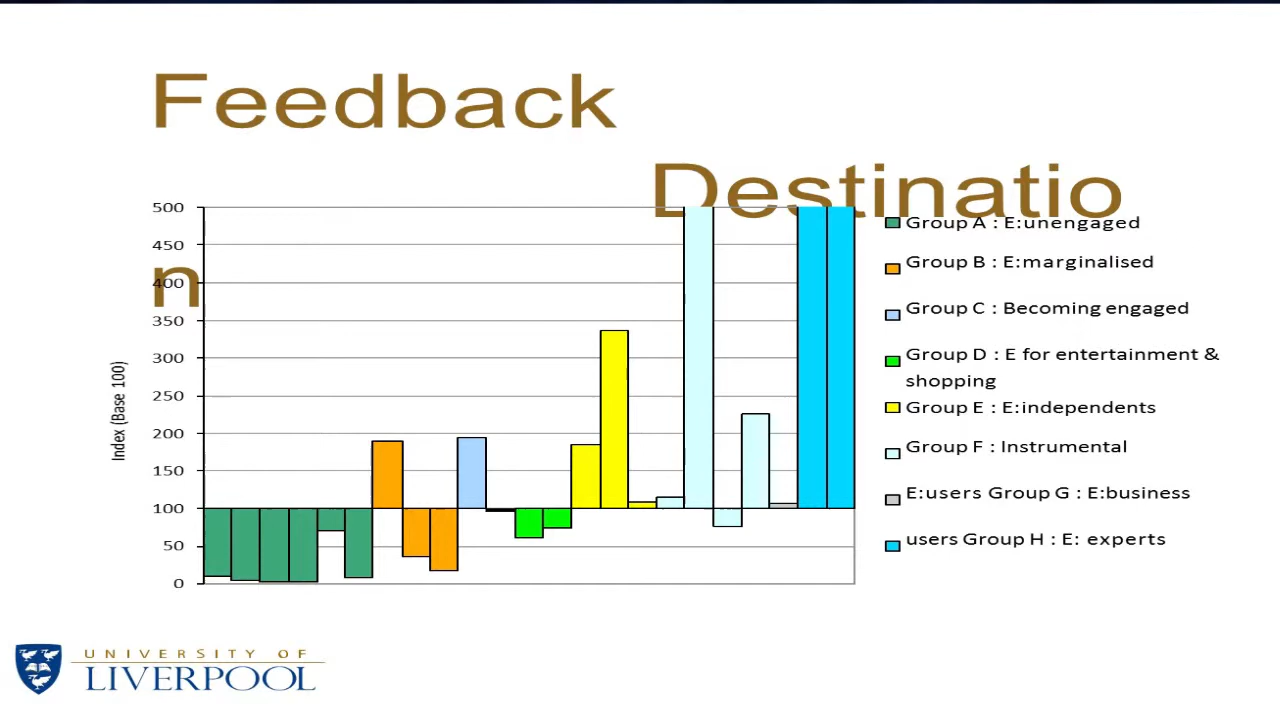 Feedback
Destinatio
n
500
450
400
350
300
250
200
150
100
50
0
Index (Base 100)
Group A : E:unengaged
Group B : E:marginalised
Group C : Becoming engaged
Group D : E for entertainment &
shopping
Group E : E:independents
Group F : Instrumental
E:users Group G : E:business
users Group H : E: experts
UNIVERSITY OF
LIVERPOOL